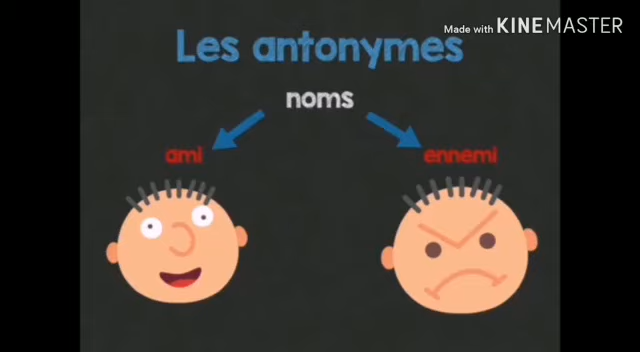 Made with KINEMASTER
Les antonymes
noms
ami
ennemi